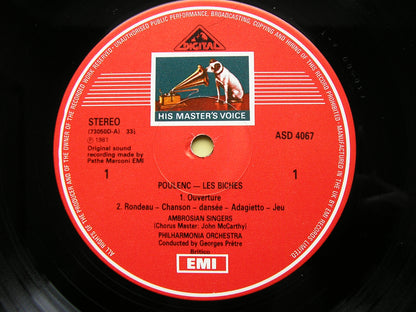 ALL RIGHTS OF THE PRODUCER AND OF THE OWNER OF THE RECORDED WORK RESERVED • UNAUTHORISED PUBLIC PERFORMANCE, BROADCASTING, COPYING AND HIRING OF THIS RECORD PROHIBITED • MANUFACTURED IN THE U.K. BY EMI RECORDS LIMITED •
DIGITAL
HIS MASTER'S VOICE
STEREO
(73050D-A) 33⅓
℗ 1981
Original sound
recording made by
Pathe Marconi EMI
ASD 4067
1
1
POULENC — LES BICHES
1. Ouverture
2. Rondeau – Chanson – dansée – Adagietto – Jeu
AMBROSIAN SINGERS
(Chorus Master: John McCarthy)
PHILHARMONIA ORCHESTRA
Conducted by Georges Prêtre
EMI